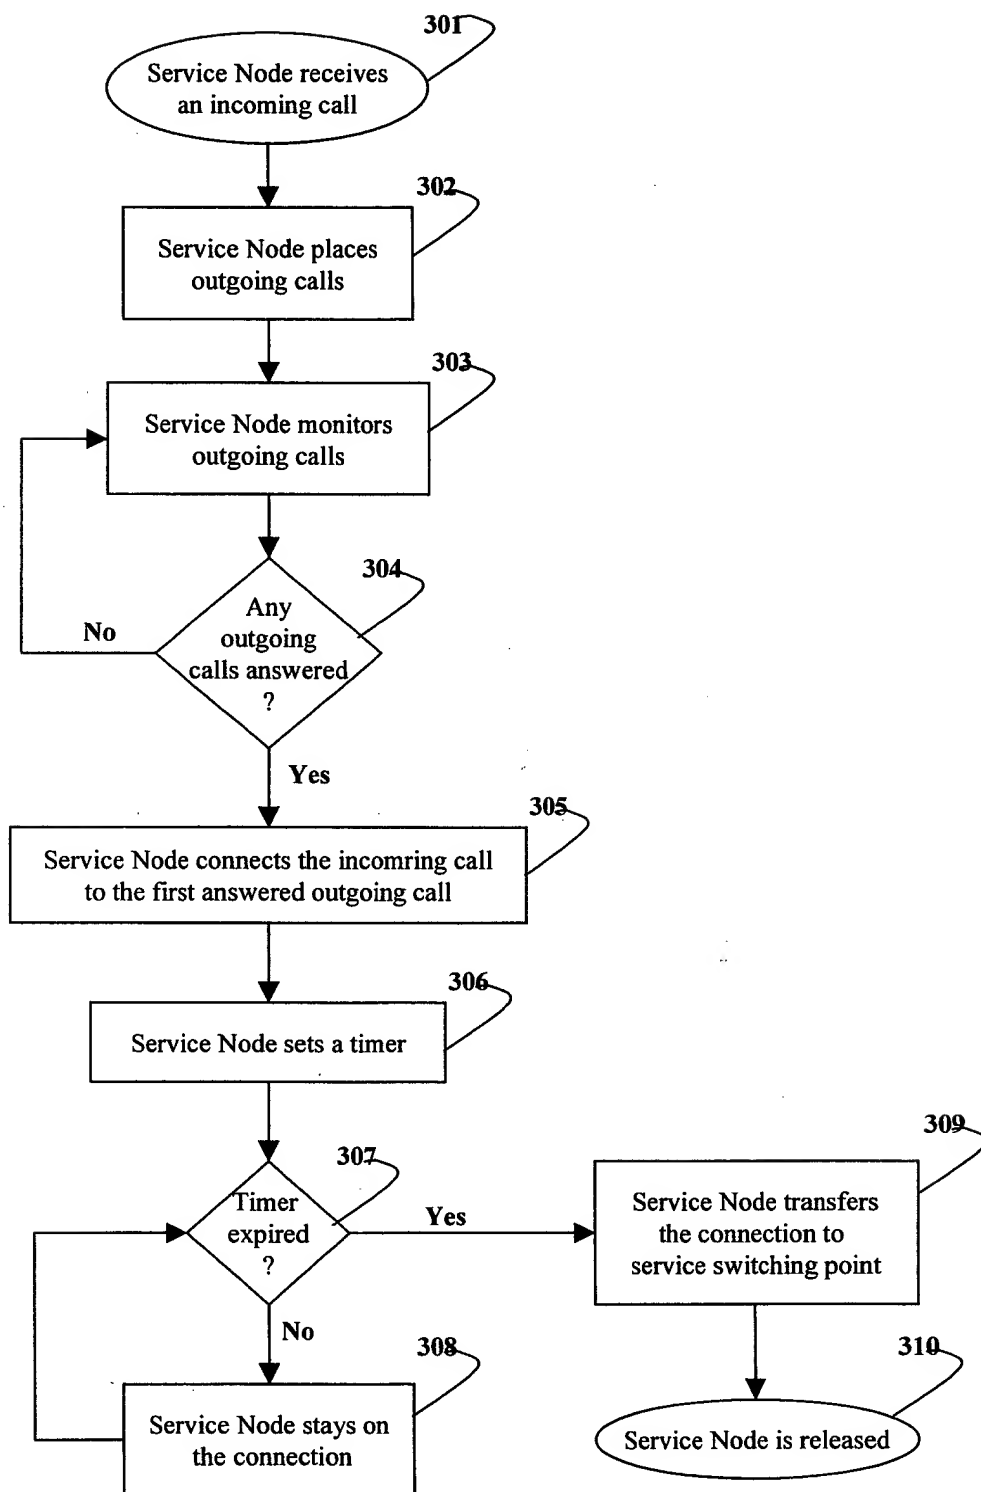 301
Service Node receives
an incoming call
302
Service Node places
outgoing calls
303
Service Node monitors
outgoing calls
304
Any
outgoing
calls answered
?
No
Yes
305
Service Node connects the incomring call
to the first answered outgoing call
306
Service Node sets a timer
307
Timer
expired
?
Yes
No
308
Service Node stays on
the connection
309
Service Node transfers
the connection to
service switching point
310
Service Node is released